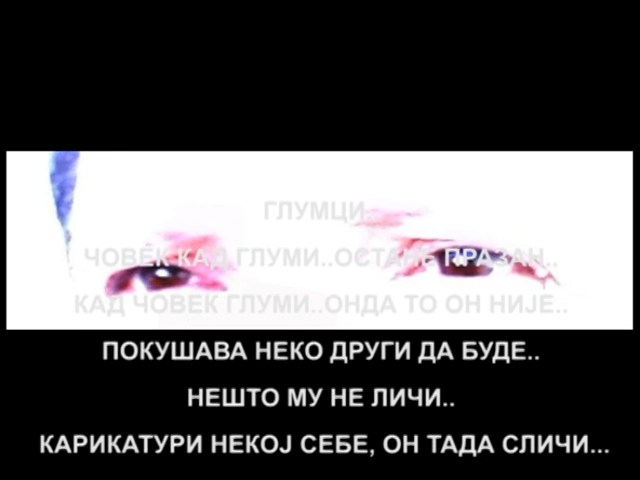 ГЛУМЦИ..
ЧОВЕК КАД ГЛУМИ..ОСТАНЕ ПРАЗАН..
КАД ЧОВЕК ГЛУМИ..ОНДА ТО ОН НИЈЕ..
ПОКУШАВА НЕКО ДРУГИ ДА БУДЕ..
НЕШТО МУ НЕ ЛИЧИ..
КАРИКАТУРИ НЕКОЈ СЕБЕ, ОН ТАДА СЛИЧИ...